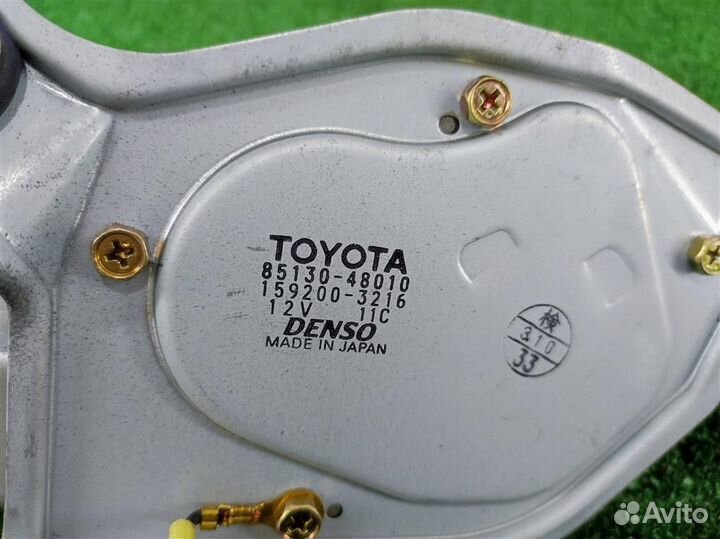 TOYOTA
85130-48010
159200-3216
12V 11C
DENSO
MADE IN JAPAN
検
310
33
Avito